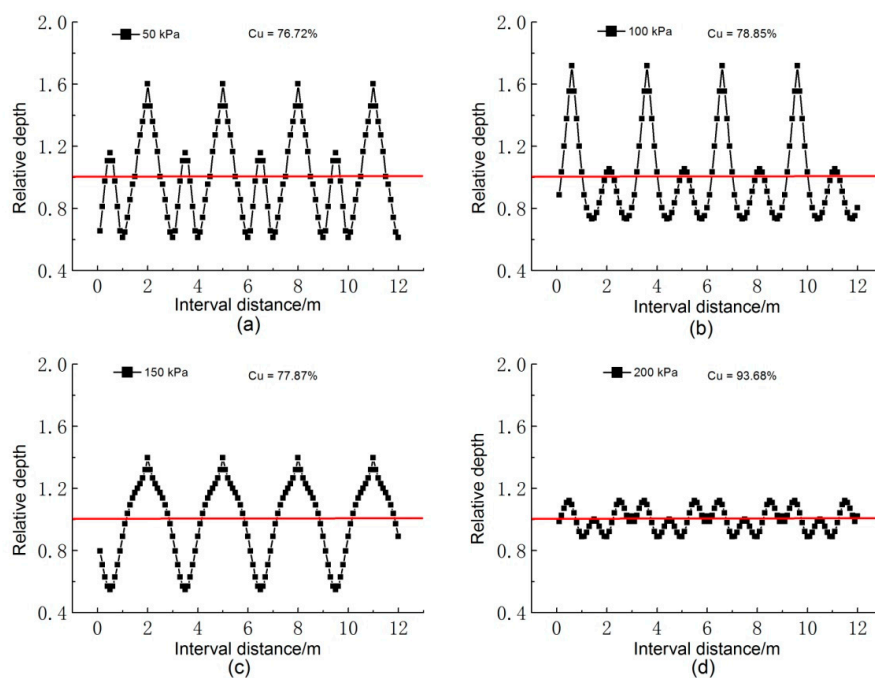 50 kPa Cu = 76.72%
2.0
1.6
1.2
0.8
0.4
Relative depth
0 2 4 6 8 10 12
Interval distance/m
(a)
100 kPa Cu = 78.85%
2.0
1.6
1.2
0.8
0.4
Relative depth
0 2 4 6 8 10 12
Interval distance/m
(b)
150 kPa Cu = 77.87%
2.0
1.6
1.2
0.8
0.4
Relative depth
0 2 4 6 8 10 12
Interval distance/m
(c)
200 kPa Cu = 93.68%
2.0
1.6
1.2
0.8
0.4
Relative depth
0 2 4 6 8 10 12
Interval distance/m
(d)